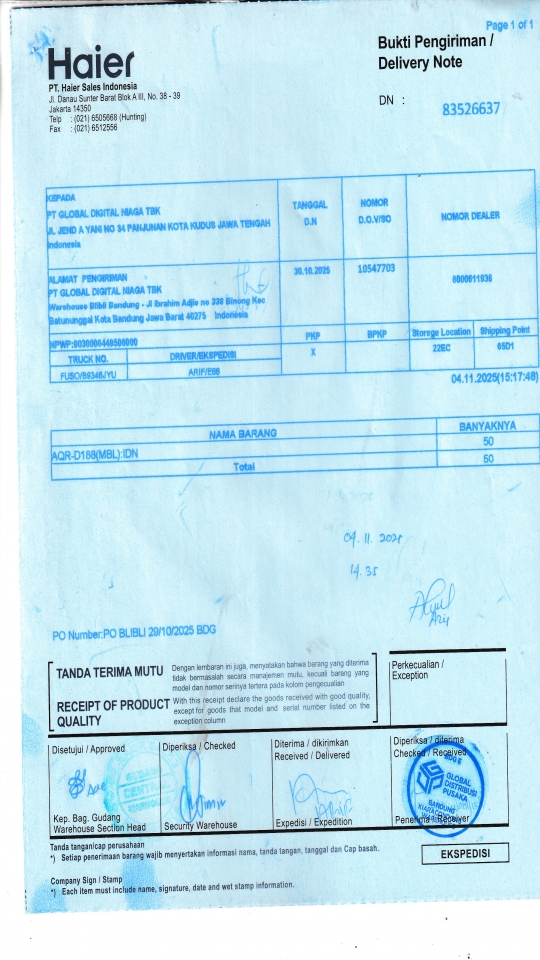 Page 1 of 1
Haier
Bukti Pengiriman /
Delivery Note
PT. Haier Sales Indonesia
Jl. Danau Sunter Barat Blok A III, No. 38 - 39
Jakarta 14350
Telp : (021) 6505668 (Hunting)
Fax : (021) 6512556
DN : 83526637
KEPADA
PT GLOBAL DIGITAL NIAGA TBK
JL JEND A YANI NO 34 PANJUNAN KOTA KUDUS JAWA TENGAH
Indonesia
TANGGAL
D.N
NOMOR
D.O.V/SO
NOMOR DEALER
ALAMAT PENGIRIMAN
PT GLOBAL DIGITAL NIAGA TBK
Warehouse Blibli Bandung - Jl Ibrahim Adjie no 338 Binong Kec
Batununggal Kota Bandung Jawa Barat 40275 Indonesia
30.10.2025
10547703
6000611936
NPWP:0030006448506000
PKP
BPKP
Storege Location
Shipping Point
TRUCK NO.
DRIVER/EKSPEDISI
X
22EC
65D1
FUSO/B9346JYU
ARIF/E66
04.11.2025(15:17:48)
NAMA BARANG
BANYAKNYA
AQR-D188(MBL):IDN
50
Total
50
14.35
Arif
PO Number:PO BLIBLI 29/10/2025 BDG
TANDA TERIMA MUTU
Dengan lembaran ini juga, menyatakan bahwa barang yang diterima
tidak bermasalah secara manajemen mutu, kecuali barang yang
model dan nomor serinya tertera pada kolom pengecualian
RECEIPT OF PRODUCT
QUALITY
With this receipt declare the goods received with good quality,
except for goods that model and serial number listed on the
exception column
Perkecualian /
Exception
Disetujui / Approved
Diperiksa / Checked
Diterima / dikirimkan
Received / Delivered
Diperiksa / diterima
Checked / Received
BDG E
GLOBAL
DISTRIBUSI
PUSAKA
BANDUNG
Kep. Bag. Gudang
Warehouse Section Head
Security Warehouse
Expedisi / Expedition
Penerima / Receiver
Tanda tangan/cap perusahaan
*) Setiap penerimaan barang wajib menyertakan informasi nama, tanda tangan, tanggal dan Cap basah.
EKSPEDISI
Company Sign / Stamp
*) Each item must include name, signature, date and wet stamp information.